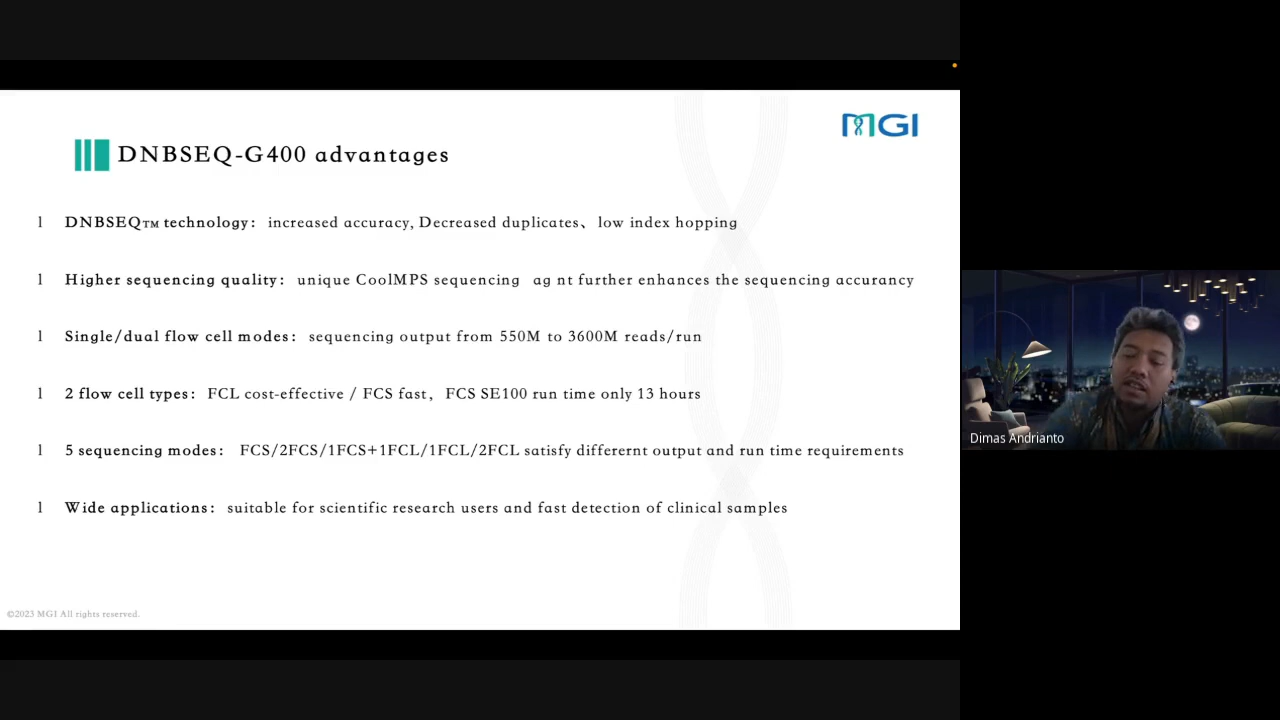 MGI
DNBSEQ-G400 advantages
l DNBSEQTM technology: increased accuracy, Decreased duplicates、low index hopping
l Higher sequencing quality: unique CoolMPS sequencing ag nt further enhances the sequencing accurancy
l Single/dual flow cell modes: sequencing output from 550M to 3600M reads/run
l 2 flow cell types: FCL cost-effective / FCS fast, FCS SE100 run time only 13 hours
l 5 sequencing modes: FCS/2FCS/1FCS+1FCL/1FCL/2FCL satisfy differernt output and run time requirements
l Wide applications: suitable for scientific research users and fast detection of clinical samples
©2023 MGI All rights reserved.
Dimas Andrianto